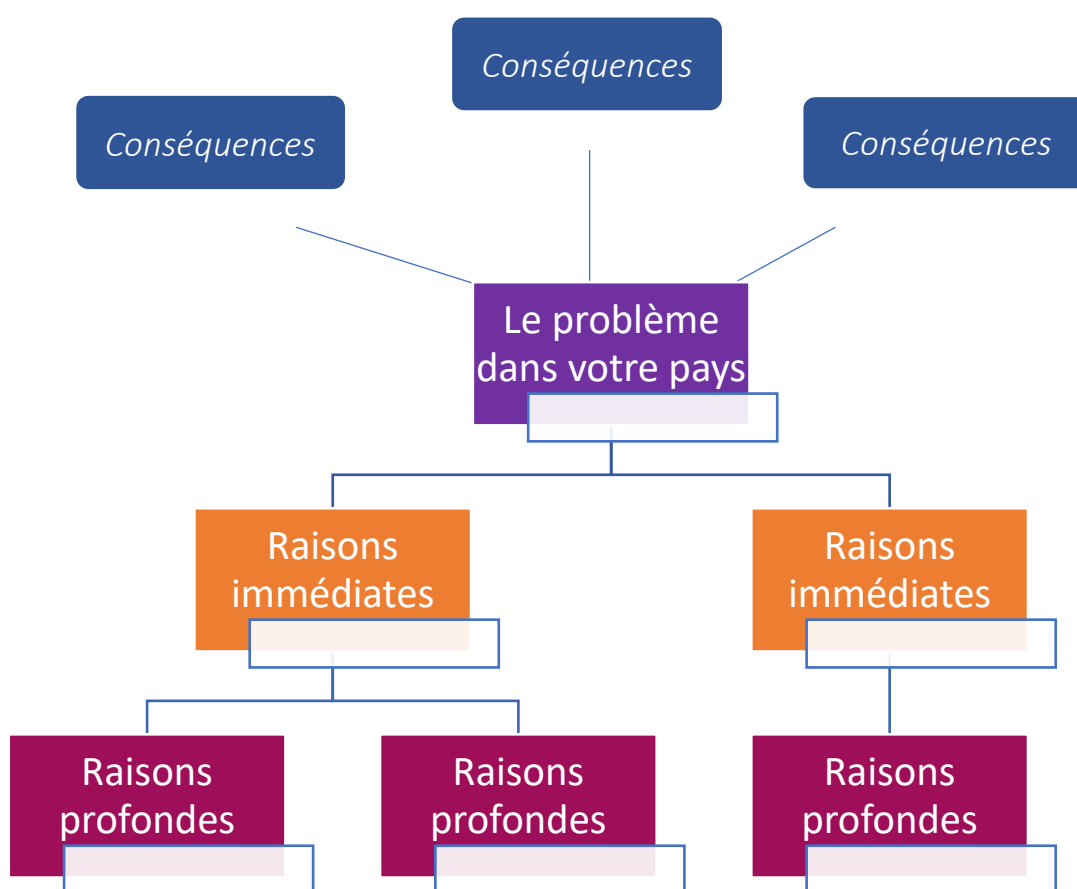 Conséquences
Conséquences
Conséquences
Le problème
dans votre pays
Raisons
immédiates
Raisons
immédiates
Raisons
profondes
Raisons
profondes
Raisons
profondes